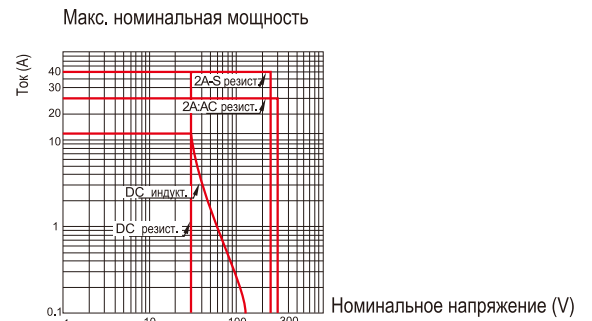 Макс. номинальная мощность
Ток (А)
40
30
20
10
1
0.1
2A-S резист.
2A:AC резист.
DC индукт.
DC резист.
1 10 100 300
Номинальное напряжение (V)